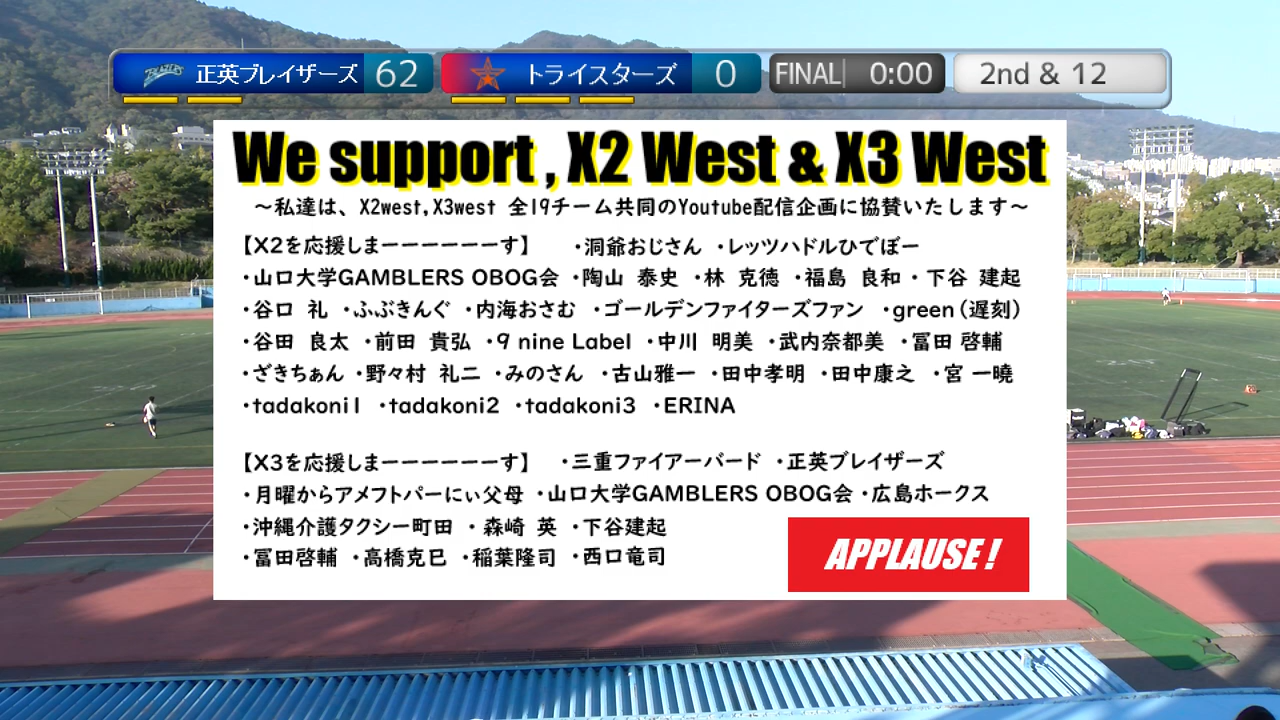 BLAZERS 正英ブレイザーズ 62 トライスターズ 0 FINAL 0:00 2nd & 12
We support , X2 West & X3 West
～私達は、X2west,X3west 全19チーム共同のYoutube配信企画に協賛いたします～
【X2を応援しまーーーーーーす】 ・洞爺おじさん ・レッツハドルひでぼー
・山口大学GAMBLERS OBOG会 ・陶山 泰史 ・林 克徳 ・福島 良和 ・下谷 建起
・谷口 礼 ・ふぶきんぐ ・内海おさむ ・ゴールデンファイターズファン ・green（遅刻）
・谷田 良太 ・前田 貴弘 ・9 nine Label ・中川 明美 ・武内奈都美 ・冨田 啓輔
・ざきちぁん ・野々村 礼二 ・みのさん ・古山雅一 ・田中孝明 ・田中康之 ・宮 一曉
・tadakoni1 ・tadakoni2 ・tadakoni3 ・ERINA
【X3を応援しまーーーーーーす】 ・三重ファイアーバード ・正英ブレイザーズ
・月曜からアメフトパーにぃ父母 ・山口大学GAMBLERS OBOG会 ・広島ホークス
・沖縄介護タクシー町田 ・森崎 英 ・下谷建起
・冨田啓輔 ・高橋克巳 ・稲葉隆司 ・西口竜司
APPLAUSE !